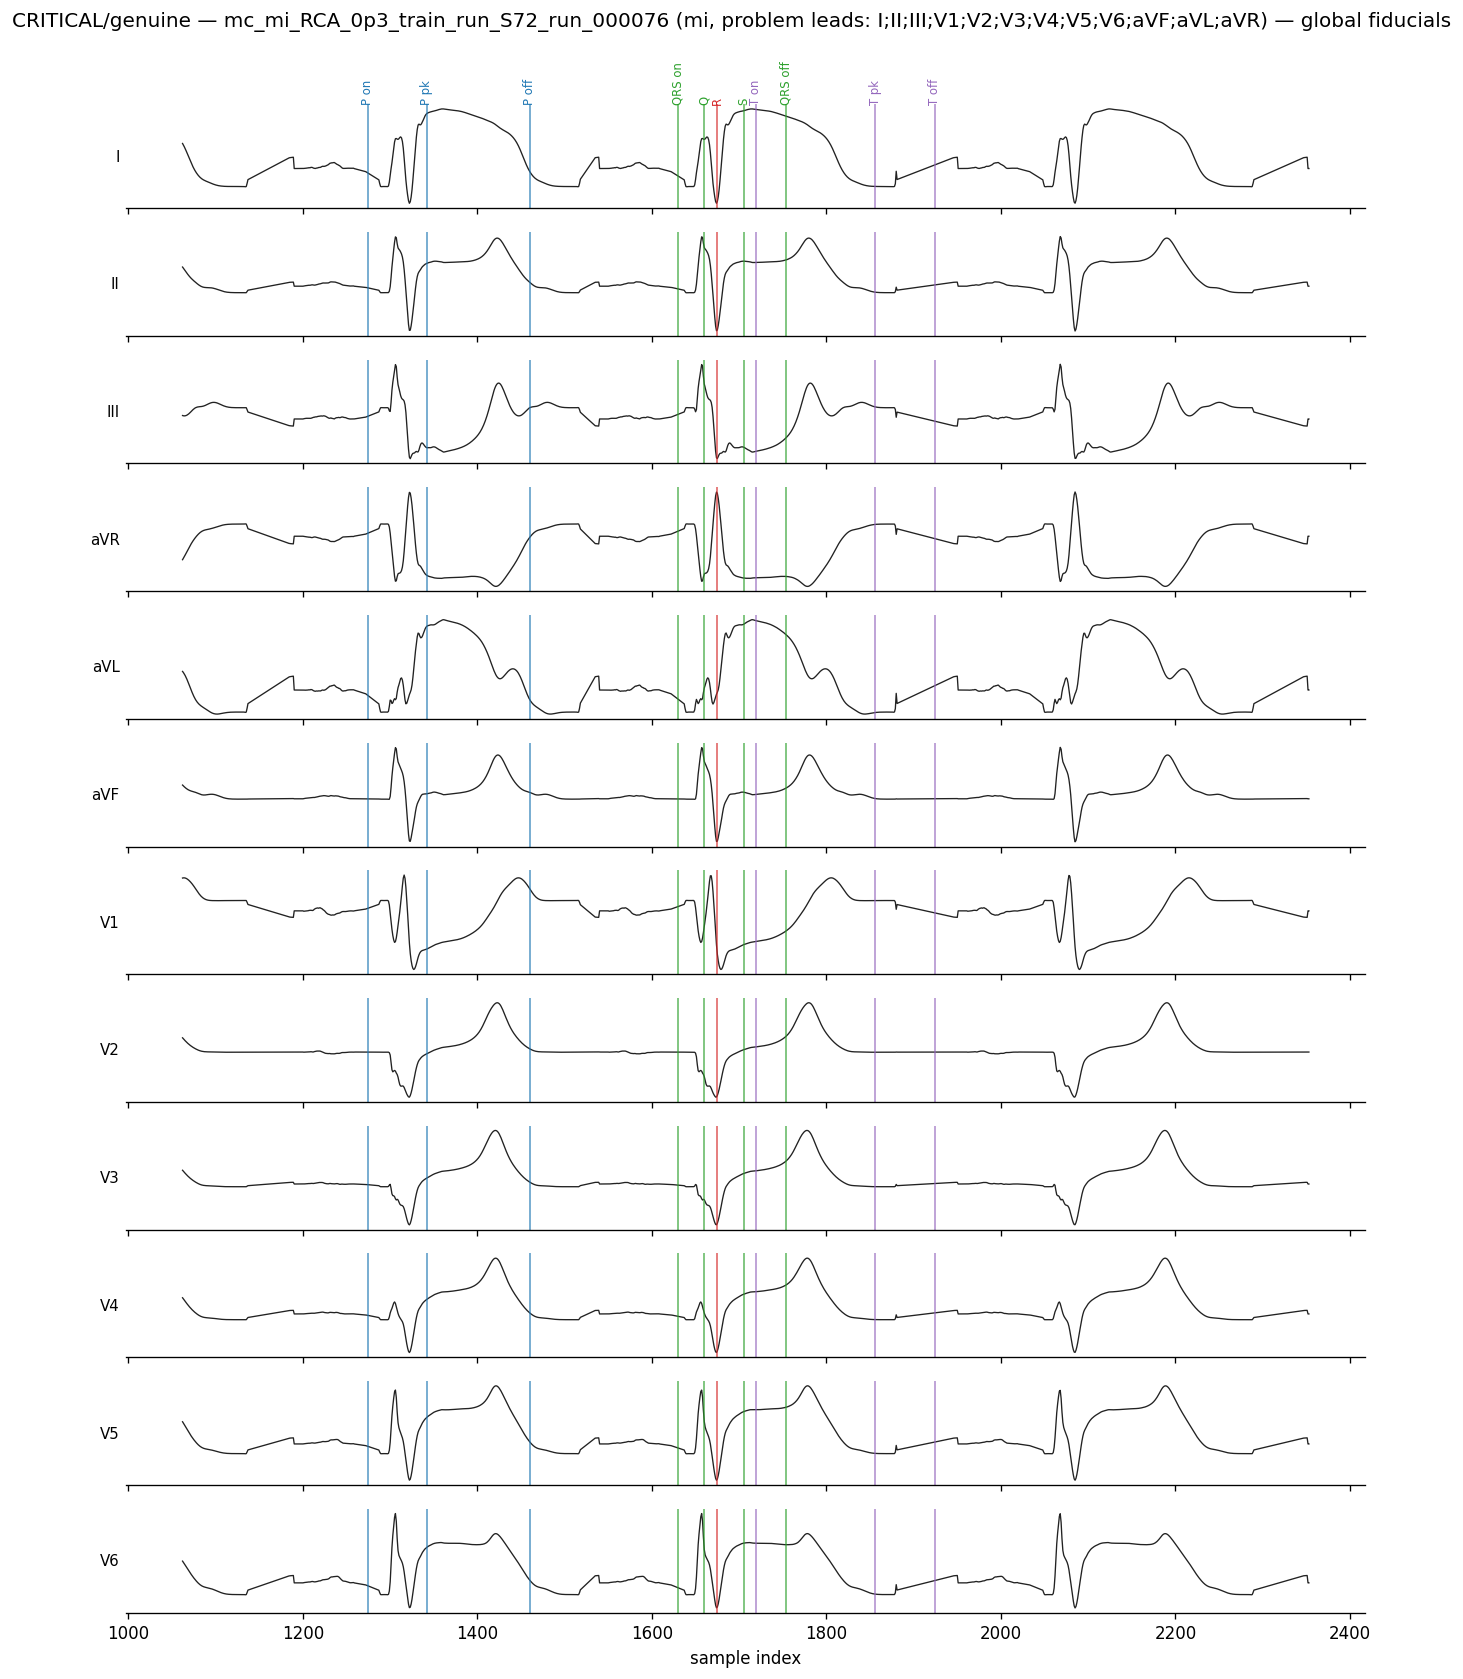 CRITICAL/genuine — mc_mi_RCA_0p3_train_run_S72_run_000076 (mi, problem leads: I;II;III;V1;V2;V3;V4;V5;V6;aVF;aVL;aVR) — global fiducials
P on
P pk
P off
QRS on
Q
R
S
T on
QRS off
T pk
T off
I
II
III
aVR
aVL
aVF
V1
V2
V3
V4
V5
V6
1000 1200 1400 1600 1800 2000 2200 2400
sample index